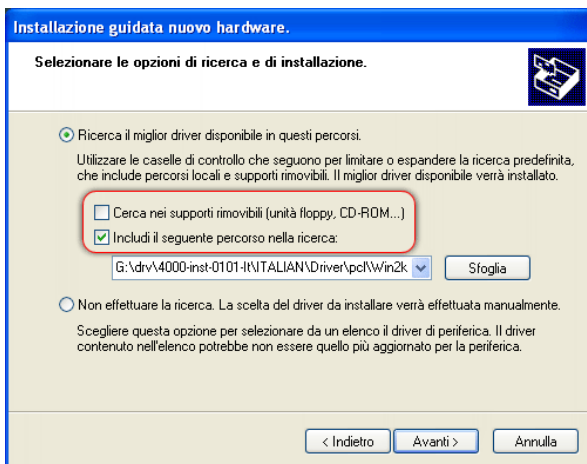 Installazione guidata nuovo hardware.
Selezionare le opzioni di ricerca e di installazione.
Ricerca il miglior driver disponibile in questi percorsi.
Utilizzare le caselle di controllo che seguono per limitare o espandere la ricerca predefinita,
che include percorsi locali e supporti rimovibili. Il miglior driver disponibile verrà installato.
Cerca nei supporti rimovibili (unità floppy, CD-ROM...)
Includi il seguente percorso nella ricerca:
G:\drv\4000-inst-0101-It\ITALIAN\Driver\pcl\Win2k Sfoglia
Non effettuare la ricerca. La scelta del driver da installare verrà effettuata manualmente.
Scegliere questa opzione per selezionare da un elenco il driver di periferica. Il driver
contenuto nell'elenco potrebbe non essere quello più aggiornato per la periferica.
< Indietro Avanti > Annulla